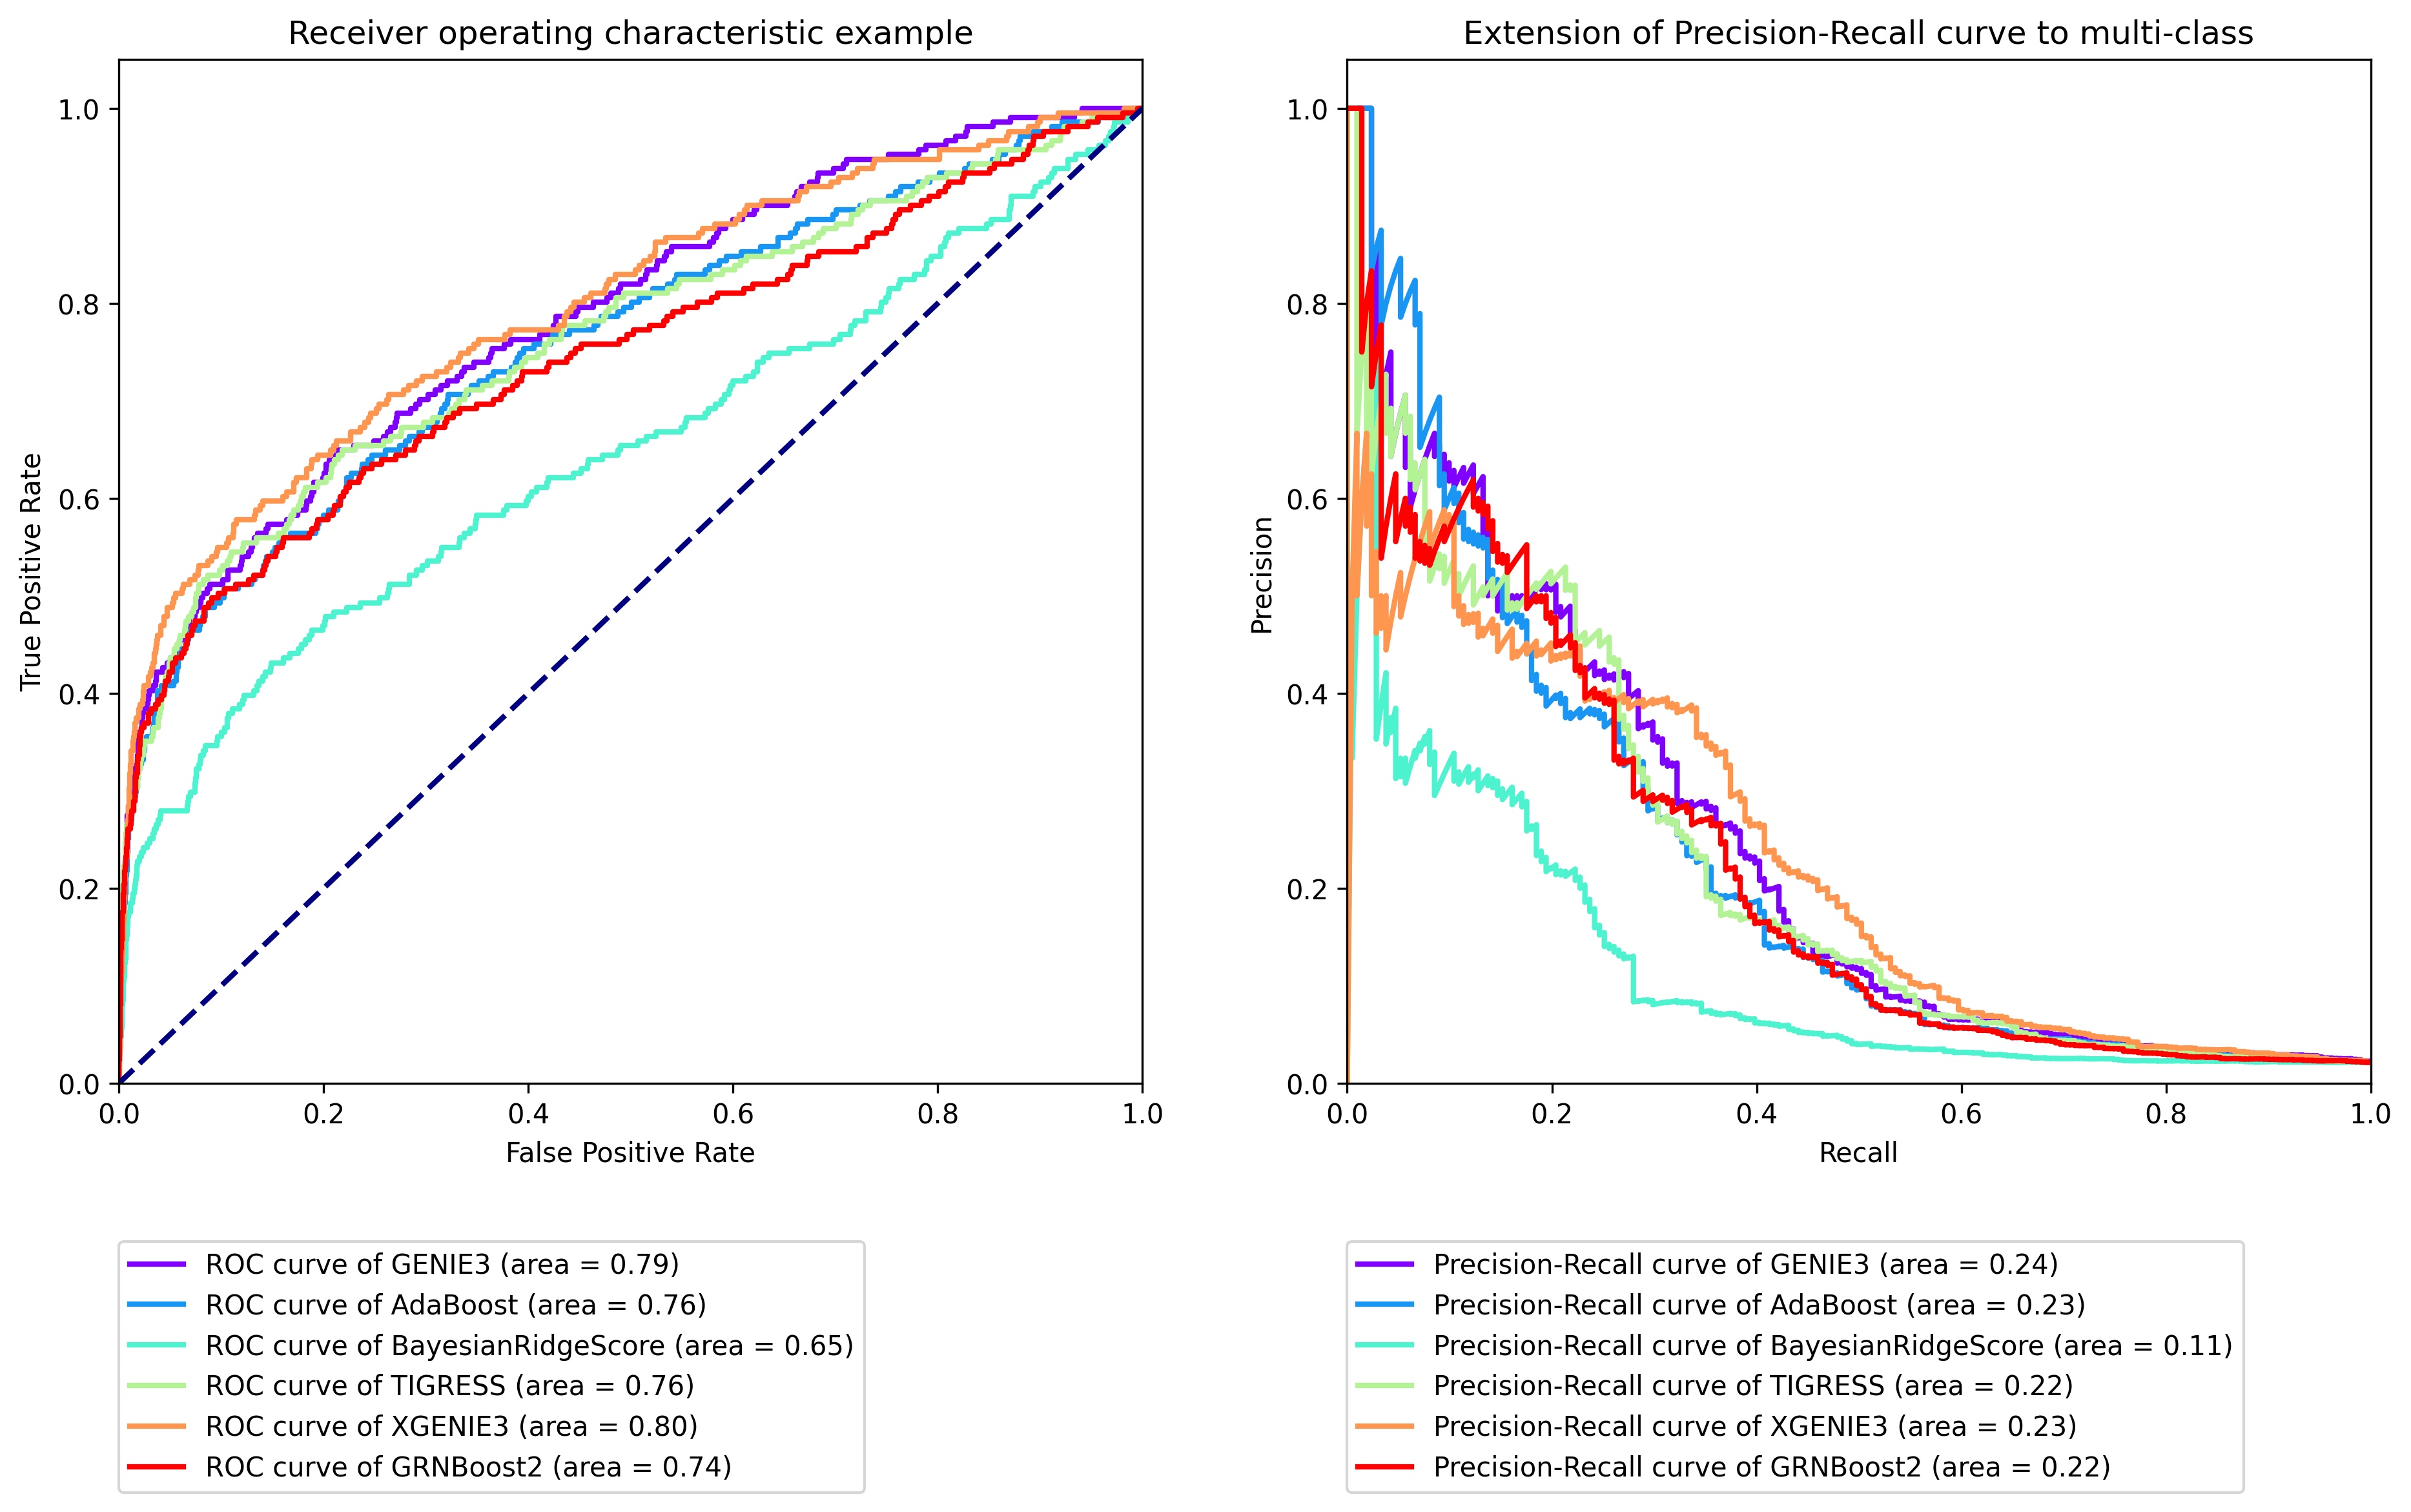 Receiver operating characteristic example
True Positive Rate
1.0
0.8
0.6
0.4
0.2
0.0
0.0 0.2 0.4 0.6 0.8 1.0
False Positive Rate
ROC curve of GENIE3 (area = 0.79)
ROC curve of AdaBoost (area = 0.76)
ROC curve of BayesianRidgeScore (area = 0.65)
ROC curve of TIGRESS (area = 0.76)
ROC curve of XGENIE3 (area = 0.80)
ROC curve of GRNBoost2 (area = 0.74)
Extension of Precision-Recall curve to multi-class
Precision
1.0
0.8
0.6
0.4
0.2
0.0
0.0 0.2 0.4 0.6 0.8 1.0
Recall
Precision-Recall curve of GENIE3 (area = 0.24)
Precision-Recall curve of AdaBoost (area = 0.23)
Precision-Recall curve of BayesianRidgeScore (area = 0.11)
Precision-Recall curve of TIGRESS (area = 0.22)
Precision-Recall curve of XGENIE3 (area = 0.23)
Precision-Recall curve of GRNBoost2 (area = 0.22)